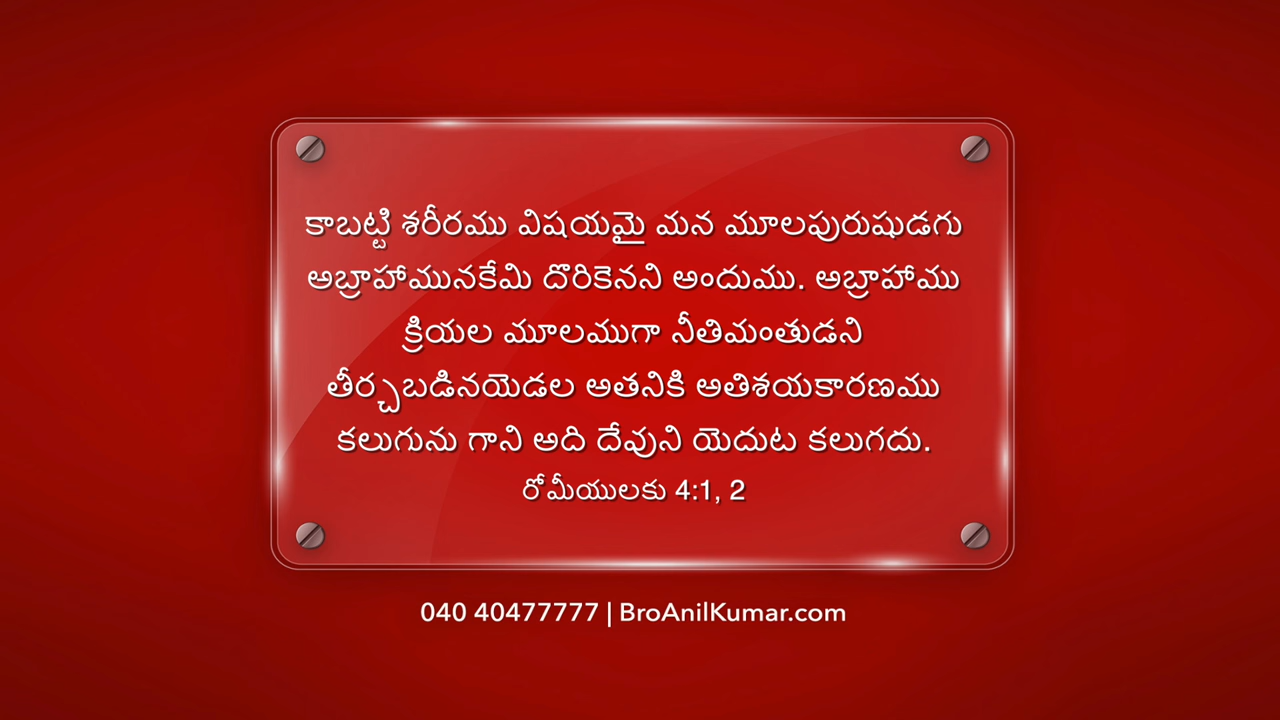 కాబట్టి శరీరము విషయమై మన మూలపురుషుడగు
అబ్రాహామునకేమి దొరికెనని అందుము. అబ్రాహాము
క్రియల మూలముగా నీతిమంతుడని
తీర్చబడినయెడల అతనికి అతిశయకారణము
కలుగును గాని అది దేవుని యెదుట కలుగదు.
రోమీయులకు 4:1, 2
040 40477777 | BroAnilKumar.com